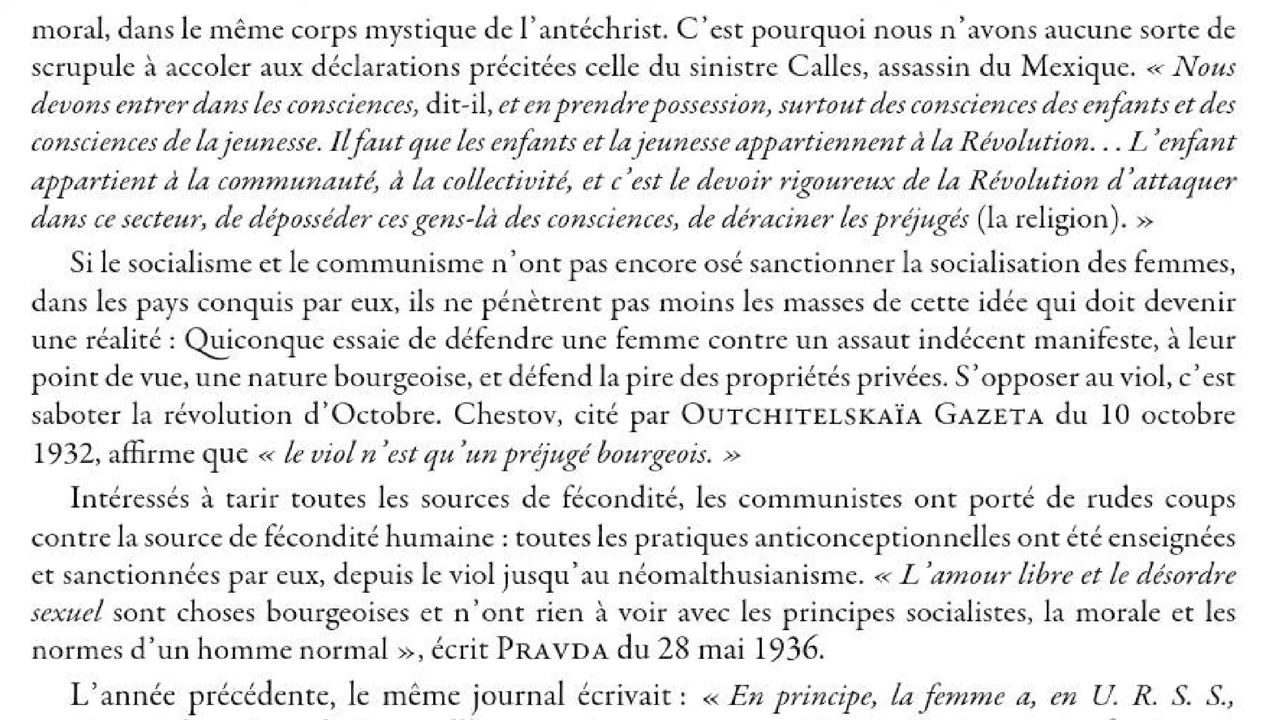 moral, dans le même corps mystique de l'antéchrist. C'est pourquoi nous n'avons aucune sorte de
scrupule à accoler aux déclarations précitées celle du sinistre Calles, assassin du Mexique. « Nous
devons entrer dans les consciences, dit-il, et en prendre possession, surtout des consciences des enfants et des
consciences de la jeunesse. Il faut que les enfants et la jeunesse appartiennent à la Révolution. . . L'enfant
appartient à la communauté, à la collectivité, et c'est le devoir rigoureux de la Révolution d'attaquer
dans ce secteur, de déposséder ces gens-là des consciences, de déraciner les préjugés (la religion). »
Si le socialisme et le communisme n'ont pas encore osé sanctionner la socialisation des femmes,
dans les pays conquis par eux, ils ne pénètrent pas moins les masses de cette idée qui doit devenir
une réalité : Quiconque essaie de défendre une femme contre un assaut indécent manifeste, à leur
point de vue, une nature bourgeoise, et défend la pire des propriétés privées. S'opposer au viol, c'est
saboter la révolution d'Octobre. Chestov, cité par OUTCHITELSKAÏA GAZETA du 10 octobre
1932, affirme que « le viol n'est qu'un préjugé bourgeois. »
Intéressés à tarir toutes les sources de fécondité, les communistes ont porté de rudes coups
contre la source de fécondité humaine : toutes les pratiques anticonceptionnelles ont été enseignées
et sanctionnées par eux, depuis le viol jusqu'au néomalthusianisme. « L'amour libre et le désordre
sexuel sont choses bourgeoises et n'ont rien à voir avec les principes socialistes, la morale et les
normes d'un homme normal », écrit PRAVDA du 28 mai 1936.
L'année précédente, le même journal écrivait : « En principe, la femme a, en U. R. S. S.,